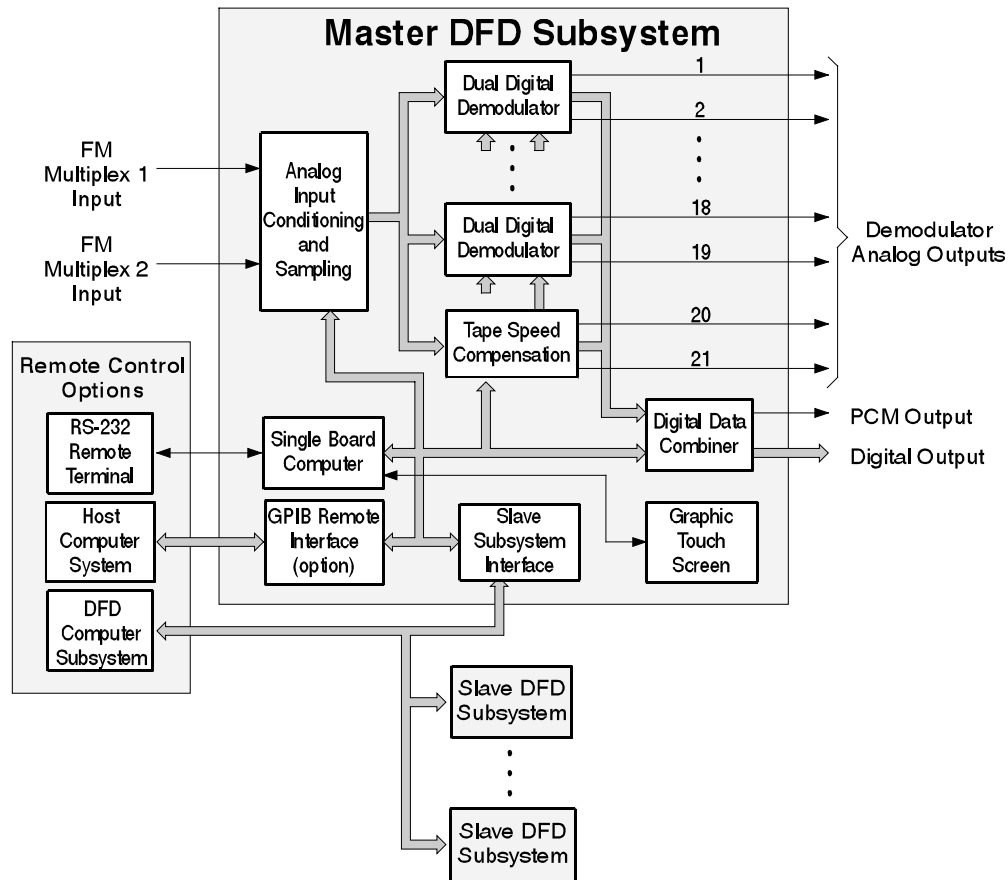 Master DFD Subsystem
FM
Multiplex 1
Input
FM
Multiplex 2
Input
Analog
Input
Conditioning
and
Sampling
Dual Digital
Demodulator
Dual Digital
Demodulator
Tape Speed
Compensation
1
2
18
19
20
21
Demodulator
Analog Outputs
Digital Data
Combiner
PCM Output
Digital Output
Remote Control
Options
RS-232
Remote
Terminal
Host
Computer
System
DFD
Computer
Subsystem
Single Board
Computer
GPIB Remote
Interface
(option)
Slave
Subsystem
Interface
Graphic
Touch
Screen
Slave DFD
Subsystem
Slave DFD
Subsystem